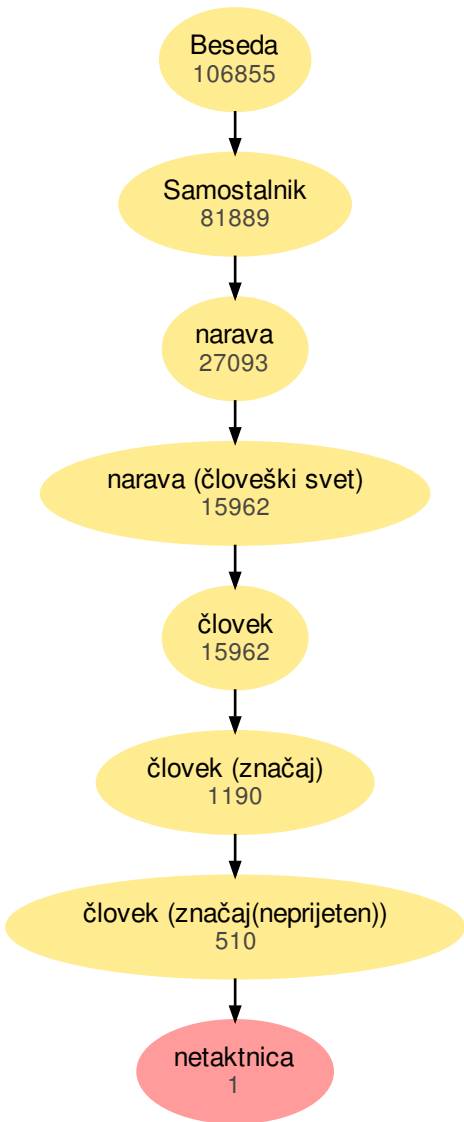 Beseda
106855
Samostalnik
81889
narava
27093
narava (človeški svet)
15962
človek
15962
človek (značaj)
1190
človek (značaj(neprijeten))
510
netaktnica
1